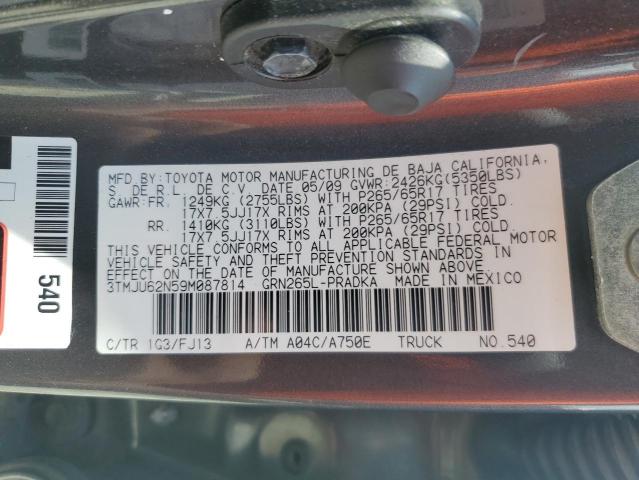 MFD.BY:TOYOTA MOTOR MANUFACTURING DE BAJA CALIFORNIA,
S. DE R.L. DE C.V. DATE 05/09 GVWR:2426KG(5350LBS)
GAWR:FR. 1249KG (2755LBS) WITH P265/65R17 TIRES
17X7.5JJ17X RIMS AT 200KPA (29PSI) COLD.
RR. 1410KG (3110LBS) WITH P265/65R17 TIRES
17X7.5JJ17X RIMS AT 200KPA (29PSI) COLD.
THIS VEHICLE CONFORMS TO ALL APPLICABLE FEDERAL MOTOR
VEHICLE SAFETY AND THEFT PREVENTION STANDARDS IN
EFFECT ON THE DATE OF MANUFACTURE SHOWN ABOVE.
3TMJU62N59M087814 GRN265L-PRADKA MADE IN MEXICO
C/TR 1G3/FJ13 A/TM A04C/A750E TRUCK NO.540
540